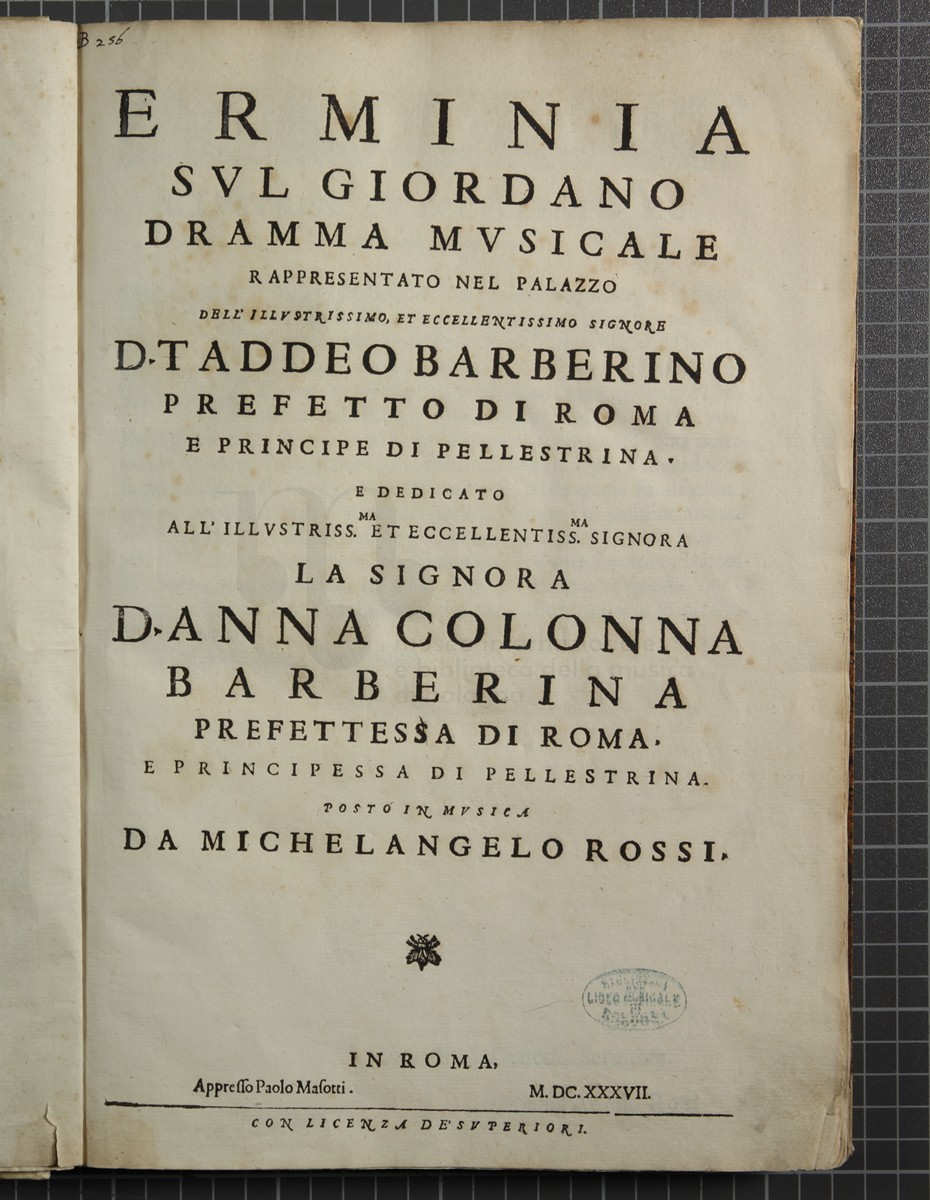 B 256
ERMINIA
SVL GIORDANO
DRAMMA MVSICALE
RAPPRESENTATO NEL PALAZZO
DELL' ILLVSTRISSIMO, ET ECCELLENTISSIMO SIGNORE
D. TADDEO BARBERINO
PREFETTO DI ROMA
E PRINCIPE DI PELLESTRINA.
E DEDICATO
ALL' ILLVSTRISS.MA ET ECCELLENTISS.MA SIGNORA
LA SIGNORA
D. ANNA COLONNA
BARBERINA
PREFETTESSA DI ROMA.
E PRINCIPESSA DI PELLESTRINA.
POSTO IN MVSICA
DA MICHELANGELO ROSSI.
LICEO MUSICALE
DI
IN ROMA,
Appreſſo Paolo Maſotti. M. DC. XXXVII.
CON LICENZA DE' SVPERIORI.